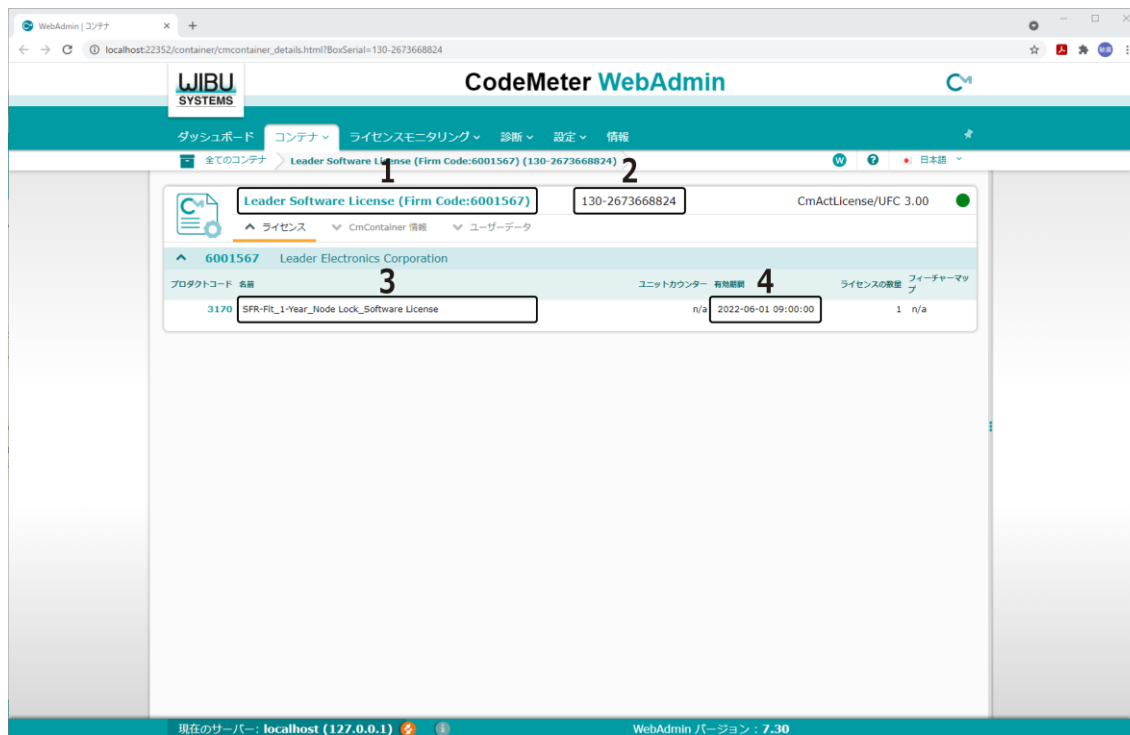 WebAdmin | コンテナ
localhost:22352/container/cmcontainer_details.html?BoxSerial=130-2673668824
WIBU
SYSTEMS
CodeMeter WebAdmin
ダッシュボード コンテナ ライセンスモニタリング 診断 設定 情報
全てのコンテナ Leader Software License (Firm Code:6001567) (130-2673668824) W ? 日本語
1 2
Leader Software License (Firm Code:6001567) 130-2673668824 CmActLicense/UFC 3.00
ライセンス CmContainer 情報 ユーザーデータ
6001567 Leader Electronics Corporation
3 4
プロダクトコード 名前 ユニットカウンター 有効期間 ライセンスの数量 フィーチャーマップ
3170 SFR-Fit_1-Year_Node Lock_Software License n/a 2022-06-01 09:00:00 1 n/a
現在のサーバー: localhost (127.0.0.1) WebAdmin バージョン : 7.30